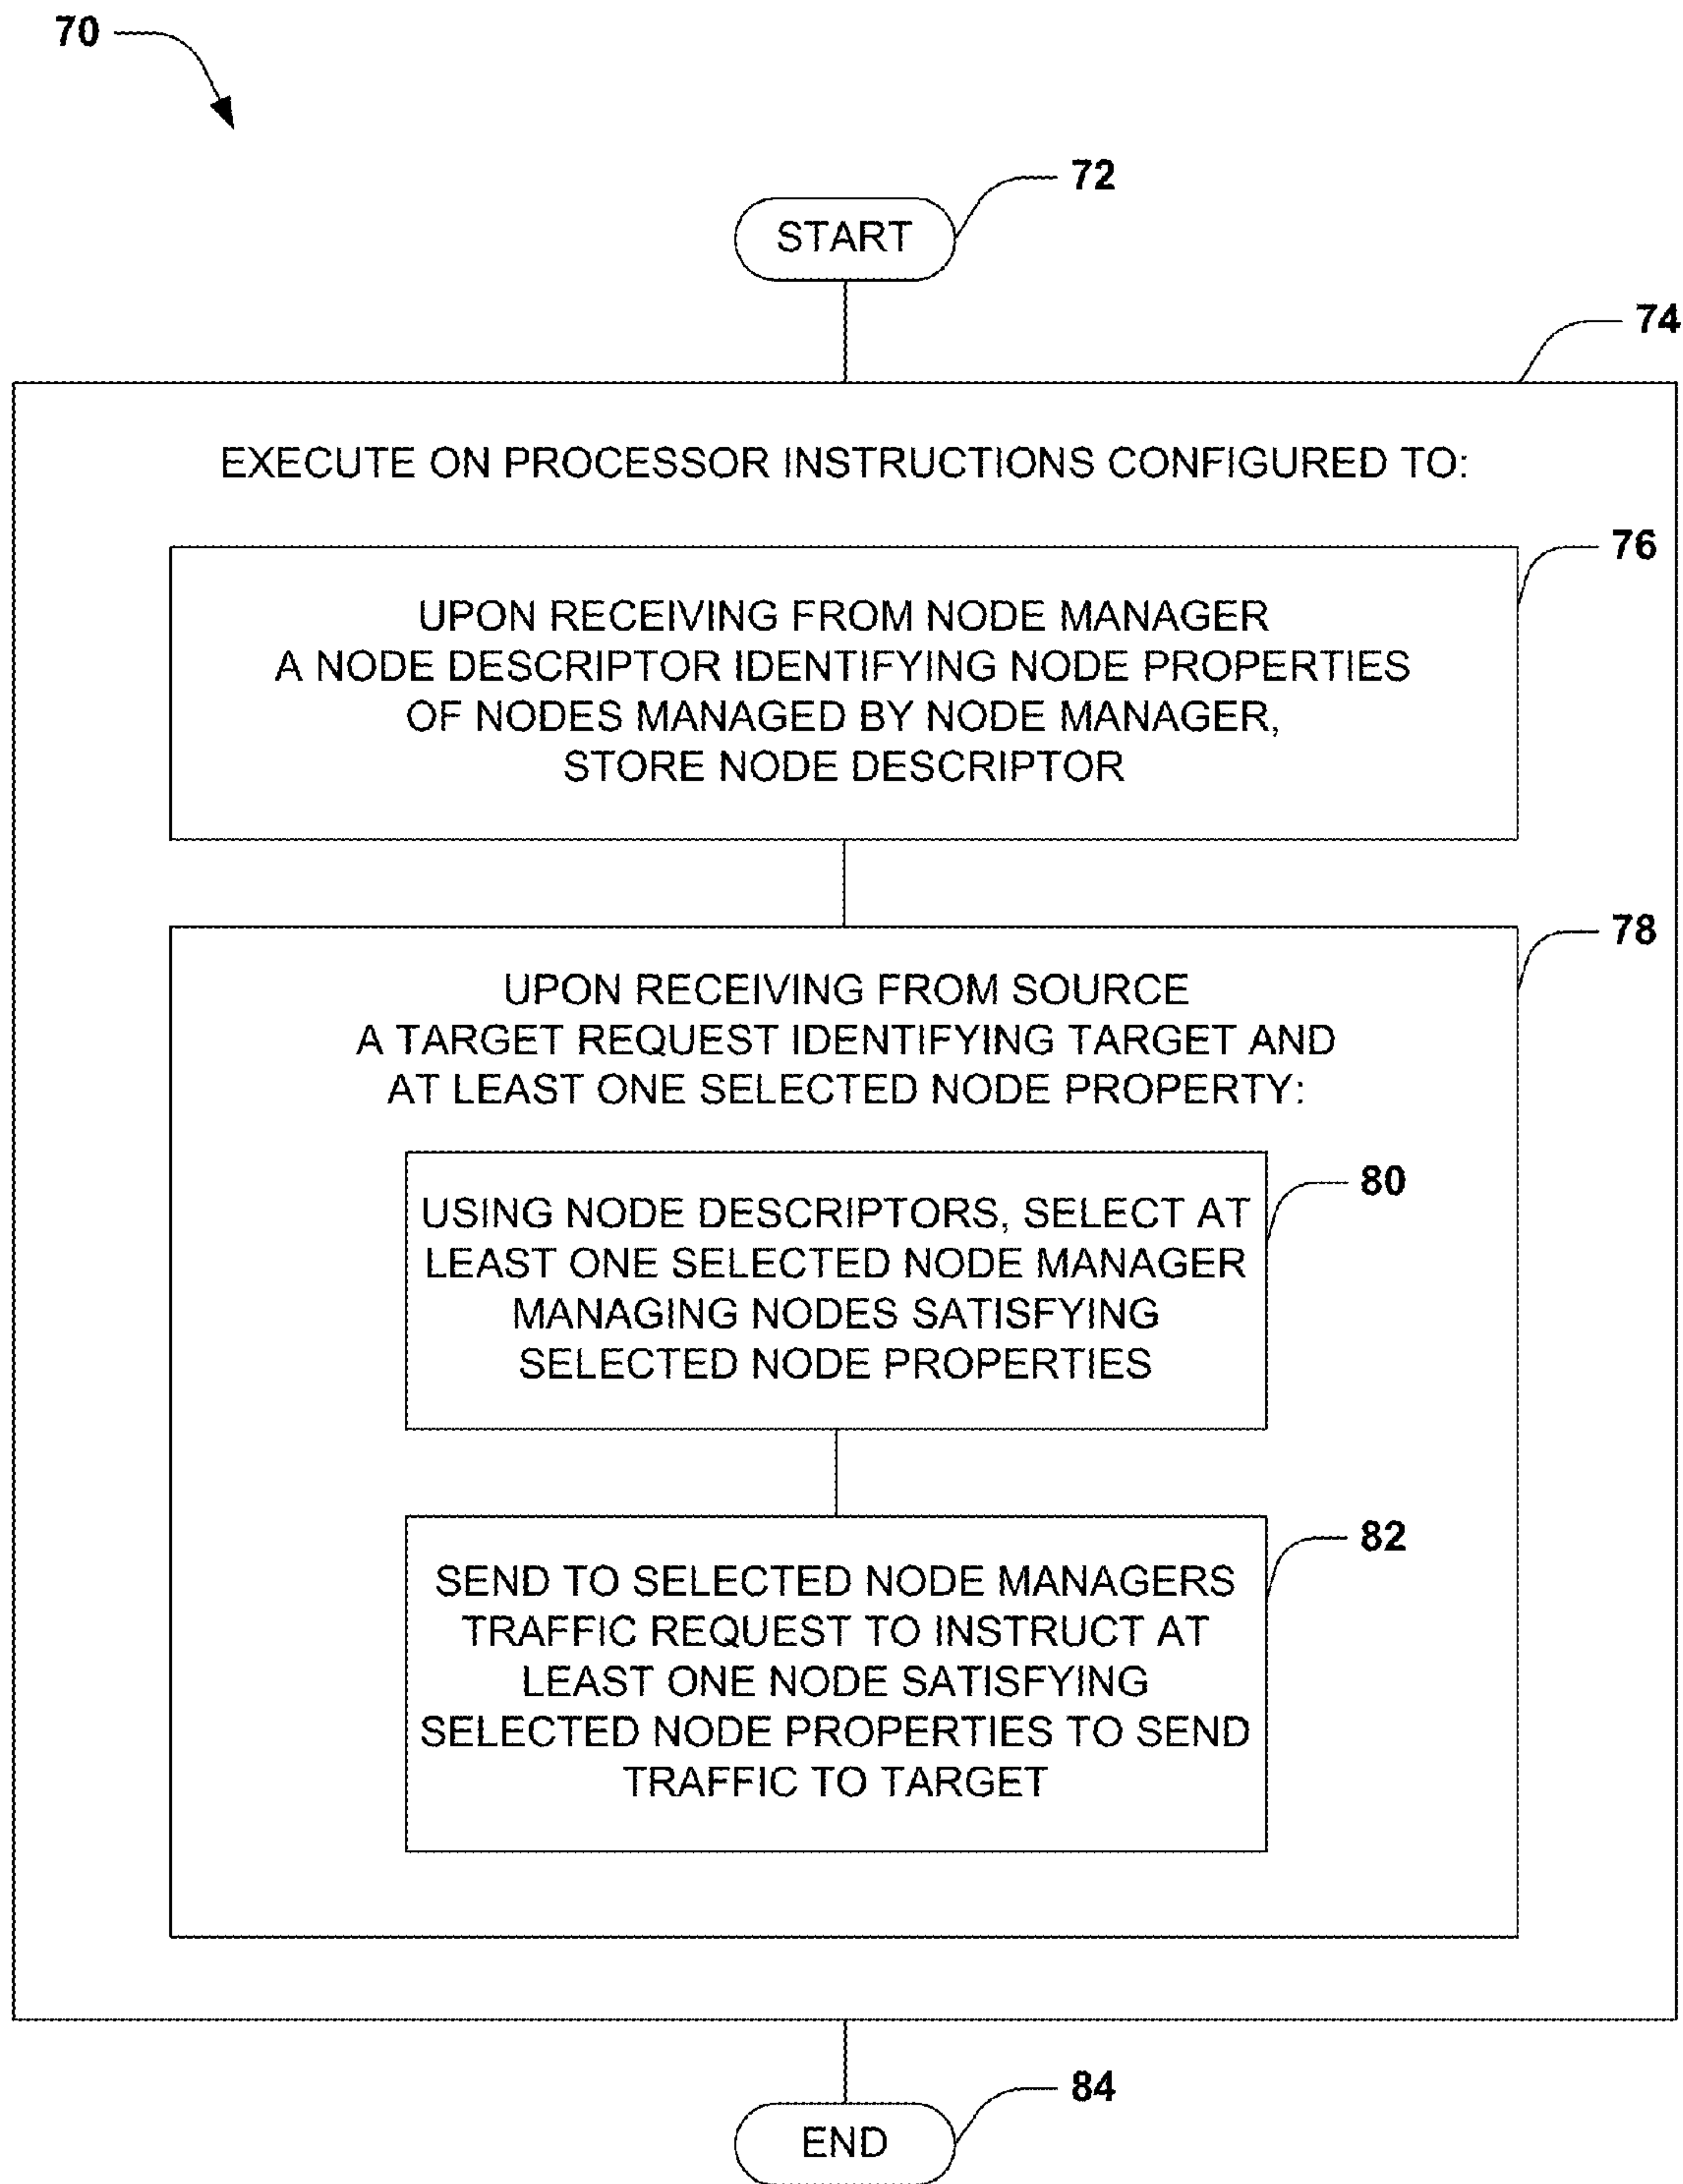 70
72
START
74
EXECUTE ON PROCESSOR INSTRUCTIONS CONFIGURED TO:
76
UPON RECEIVING FROM NODE MANAGER
A NODE DESCRIPTOR IDENTIFYING NODE PROPERTIES
OF NODES MANAGED BY NODE MANAGER,
STORE NODE DESCRIPTOR
78
UPON RECEIVING FROM SOURCE
A TARGET REQUEST IDENTIFYING TARGET AND
AT LEAST ONE SELECTED NODE PROPERTY:
80
USING NODE DESCRIPTORS, SELECT AT
LEAST ONE SELECTED NODE MANAGER
MANAGING NODES SATISFYING
SELECTED NODE PROPERTIES
82
SEND TO SELECTED NODE MANAGERS
TRAFFIC REQUEST TO INSTRUCT AT
LEAST ONE NODE SATISFYING
SELECTED NODE PROPERTIES TO SEND
TRAFFIC TO TARGET
84
END